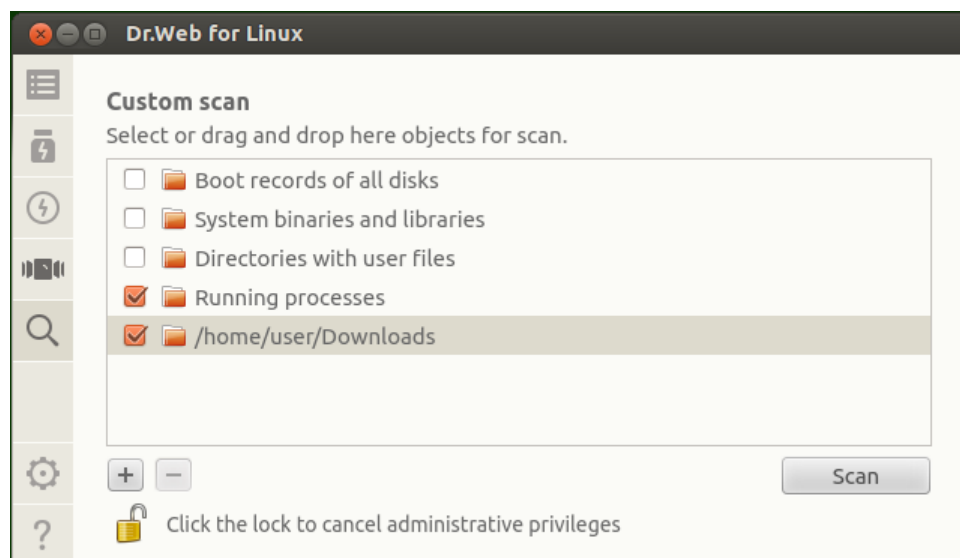 Dr.Web for Linux
Custom scan
Select or drag and drop here objects for scan.
Boot records of all disks
System binaries and libraries
Directories with user files
Running processes
/home/user/Downloads
Scan
Click the lock to cancel administrative privileges